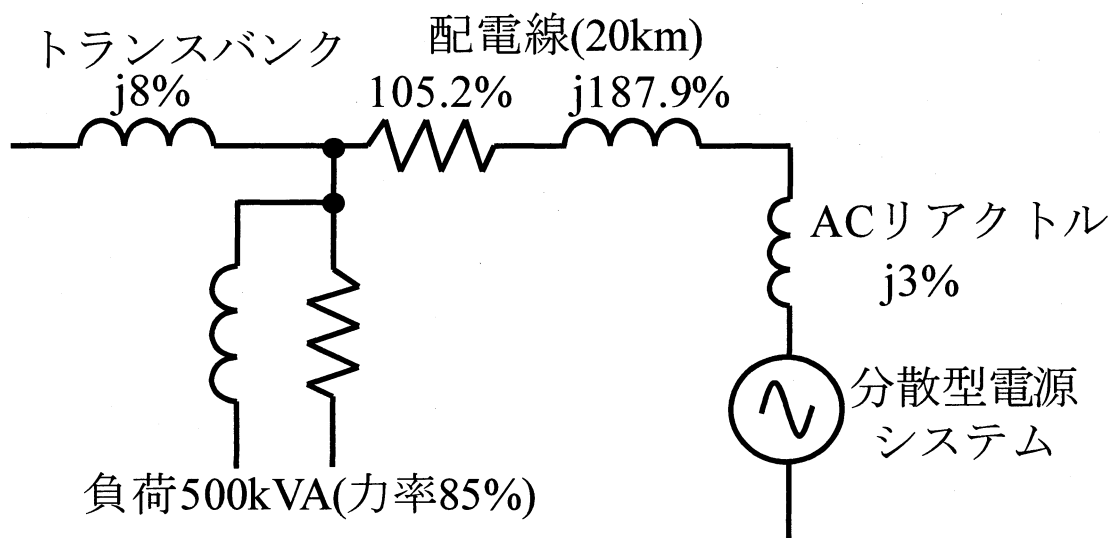 トランスバンク
j8%
配電線(20km)
105.2%
j187.9%
ACリアクトル
j3%
分散型電源
システム
負荷500kVA(力率85%)